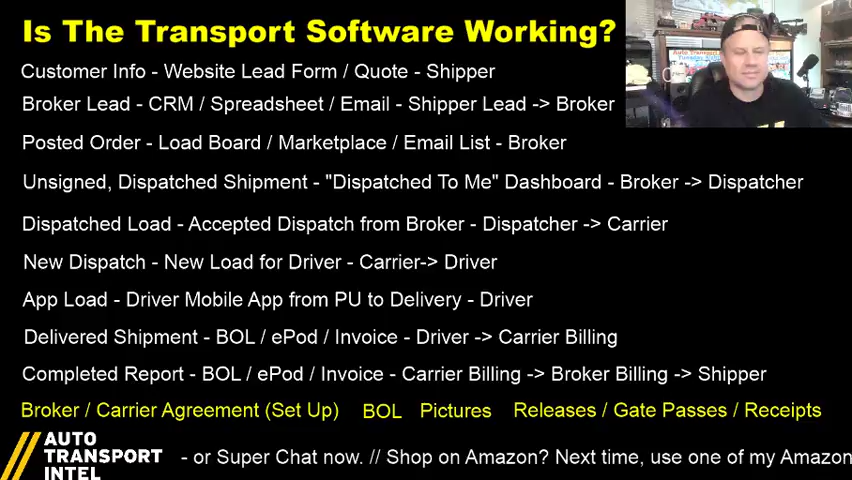 Is The Transport Software Working?
Customer Info - Website Lead Form / Quote - Shipper
Broker Lead - CRM / Spreadsheet / Email - Shipper Lead -> Broker
Posted Order - Load Board / Marketplace / Email List - Broker
Unsigned, Dispatched Shipment - "Dispatched To Me" Dashboard - Broker -> Dispatcher
Dispatched Load - Accepted Dispatch from Broker - Dispatcher -> Carrier
New Dispatch - New Load for Driver - Carrier-> Driver
App Load - Driver Mobile App from PU to Delivery - Driver
Delivered Shipment - BOL / ePod / Invoice - Driver -> Carrier Billing
Completed Report - BOL / ePod / Invoice - Carrier Billing -> Broker Billing -> Shipper
Broker / Carrier Agreement (Set Up) BOL Pictures Releases / Gate Passes / Receipts
AUTO
TRANSPORT
INTEL
- or Super Chat now. // Shop on Amazon? Next time, use one of my Amazon